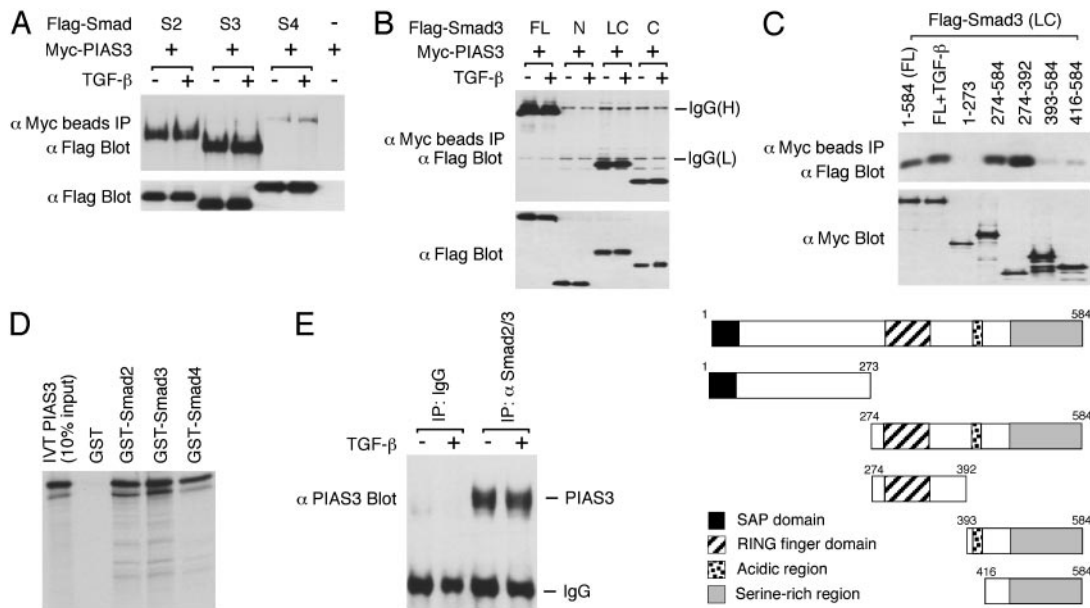 A
Flag-Smad S2 S3 S4 -
Myc-PIAS3 + + + +
TGF-β - + - + - + +
α Myc beads IP
α Flag Blot
α Flag Blot
B
Flag-Smad3 FL N LC C
Myc-PIAS3 + + + +
TGF-β - + - + - + - +
IgG(H)
α Myc beads IP
α Flag Blot
IgG(L)
α Flag Blot
C
Flag-Smad3 (LC)
1-584 (FL)
FL+TGF-β
1-273
274-584
274-392
393-584
416-584
α Myc beads IP
α Flag Blot
α Myc Blot
D
IVT PIAS3
(10% input)
GST
GST-Smad2
GST-Smad3
GST-Smad4
E
IP: IgG
IP: α Smad2/3
TGF-β - + - +
α PIAS3 Blot
PIAS3
IgG
1 584
1 273
274 584
274 392
393 584
416 584
SAP domain
RING finger domain
Acidic region
Serine-rich region